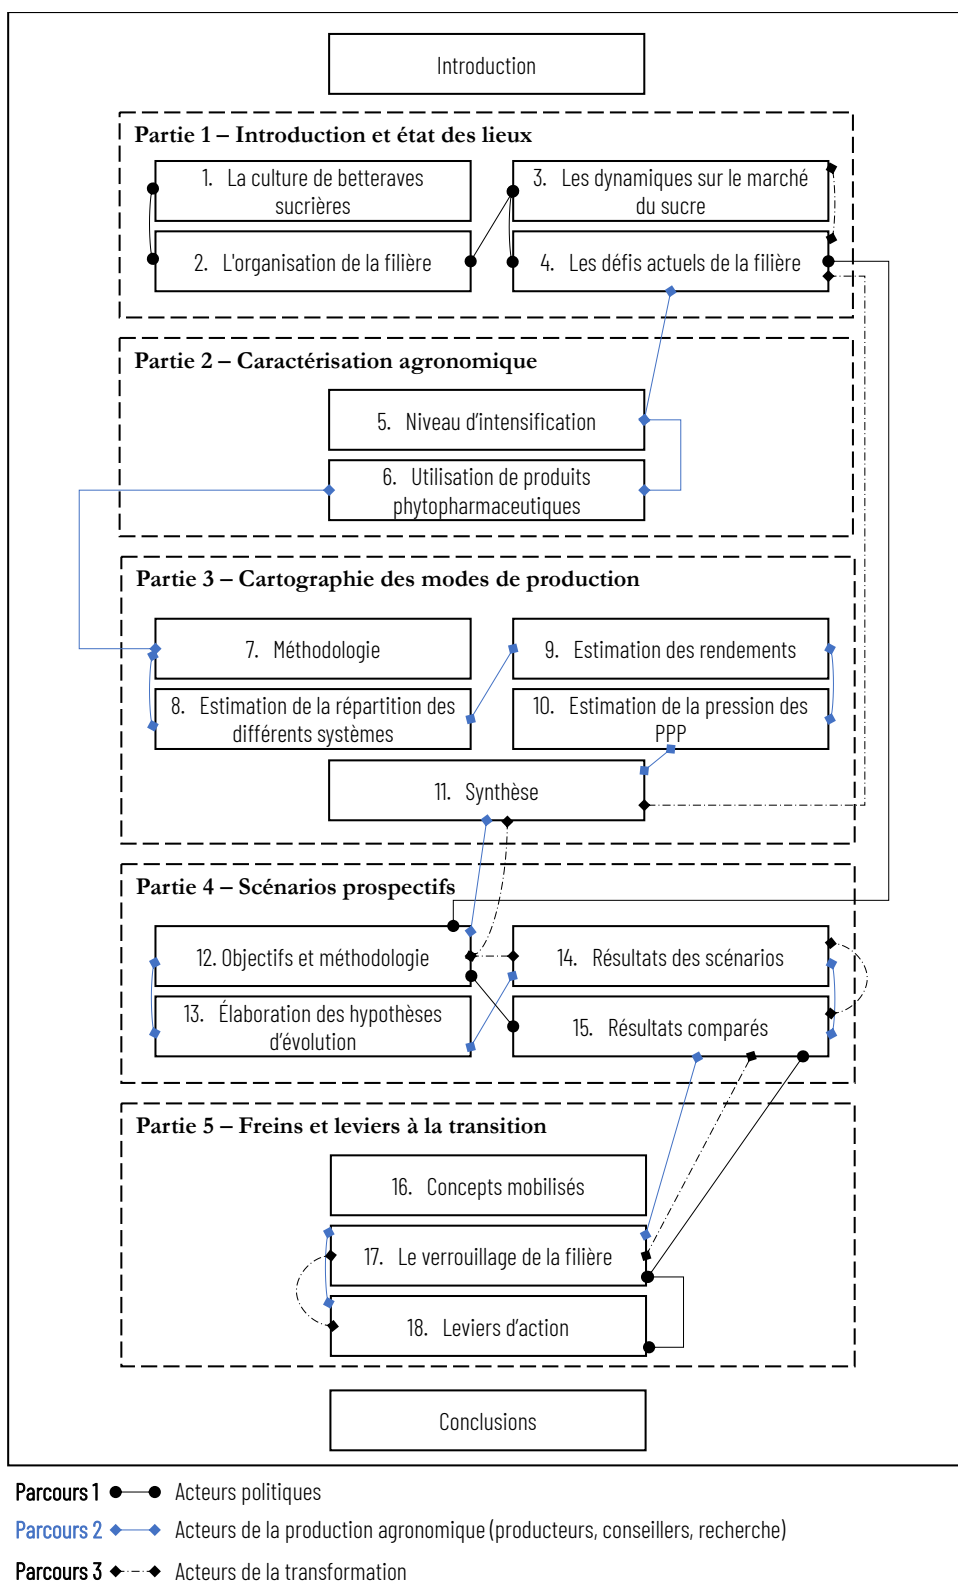 Introduction
Partie 1 – Introduction et état des lieux
1. La culture de betteraves
sucrières
2. L'organisation de la filière
3. Les dynamiques sur le marché
du sucre
4. Les défis actuels de la filière
Partie 2 – Caractérisation agronomique
5. Niveau d’intensification
6. Utilisation de produits
phytopharmaceutiques
Partie 3 – Cartographie des modes de production
7. Méthodologie
8. Estimation de la répartition des
différents systèmes
9. Estimation des rendements
10. Estimation de la pression des
PPP
11. Synthèse
Partie 4 – Scénarios prospectifs
12. Objectifs et méthodologie
13. Élaboration des hypothèses
d’évolution
14. Résultats des scénarios
15. Résultats comparés
Partie 5 – Freins et leviers à la transition
16. Concepts mobilisés
17. Le verrouillage de la filière
18. Leviers d’action
Conclusions
Parcours 1 Acteurs politiques
Parcours 2 Acteurs de la production agronomique (producteurs, conseillers, recherche)
Parcours 3 Acteurs de la transformation